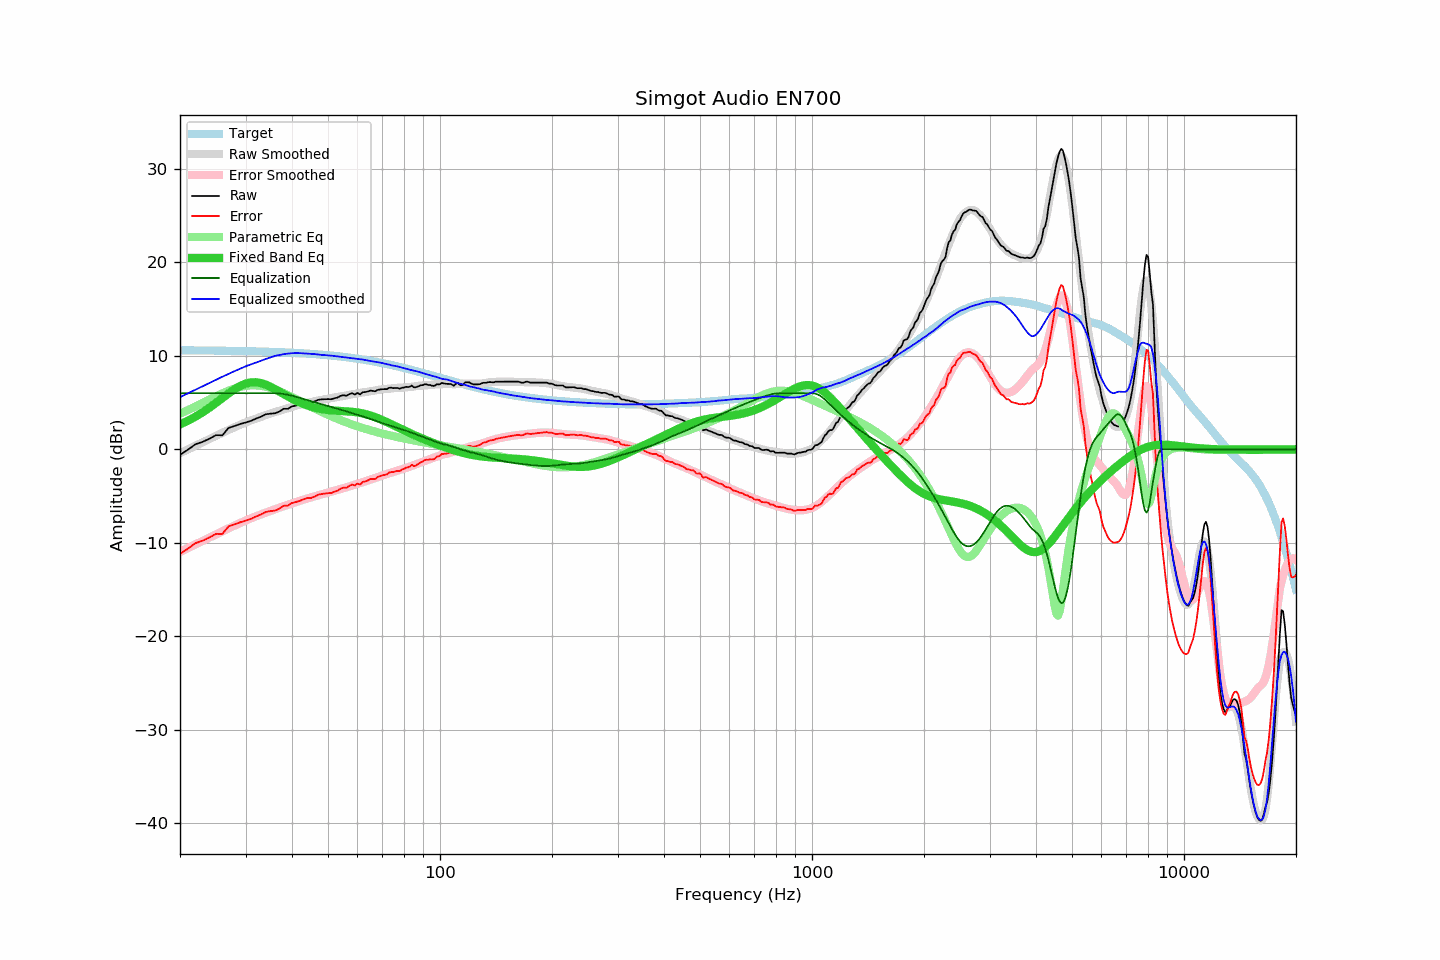 Simgot Audio EN700
Target
Raw Smoothed
Error Smoothed
Raw
Error
Parametric Eq
Fixed Band Eq
Equalization
Equalized smoothed
30
20
10
0
−10
−20
−30
−40
Amplitude (dBr)
100
1000
10000
Frequency (Hz)